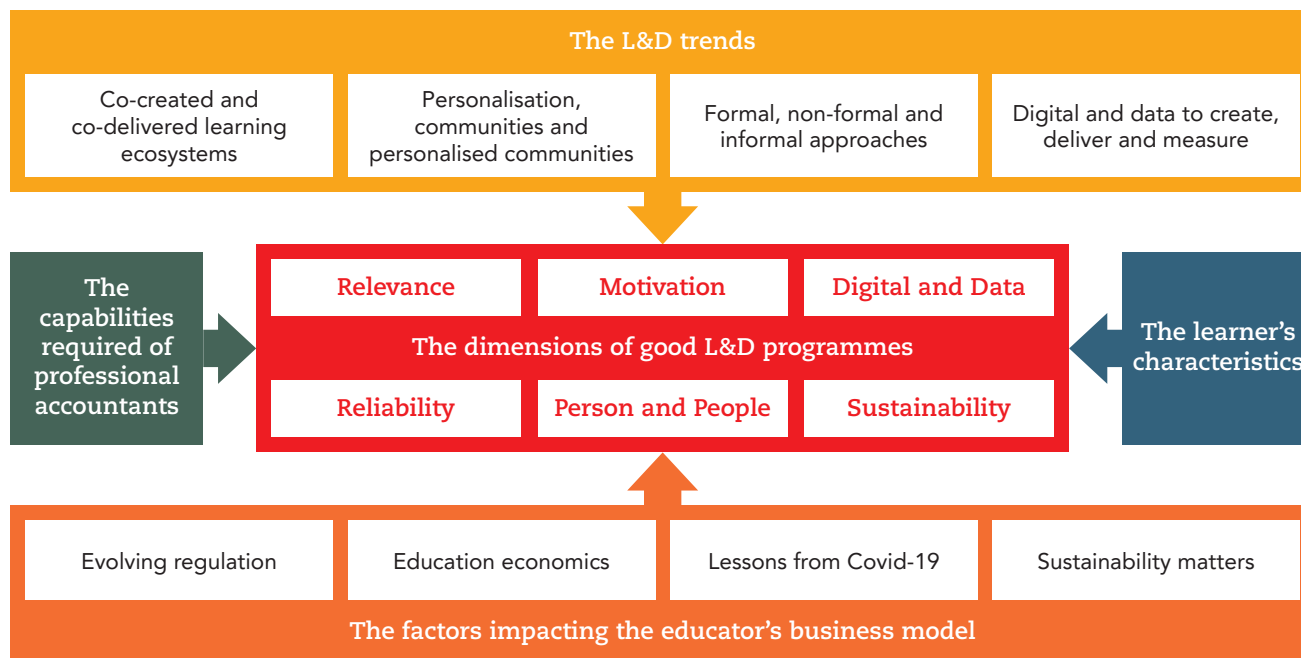 The L&D trends
Co-created and
co-delivered learning
ecosystems
Personalisation,
communities and
personalised communities
Formal, non-formal and
informal approaches
Digital and data to create,
deliver and measure
The
capabilities
required of
professional
accountants
Relevance
Motivation
Digital and Data
The dimensions of good L&D programmes
Reliability
Person and People
Sustainability
The learner's
characteristics
Evolving regulation
Education economics
Lessons from Covid-19
Sustainability matters
The factors impacting the educator's business model